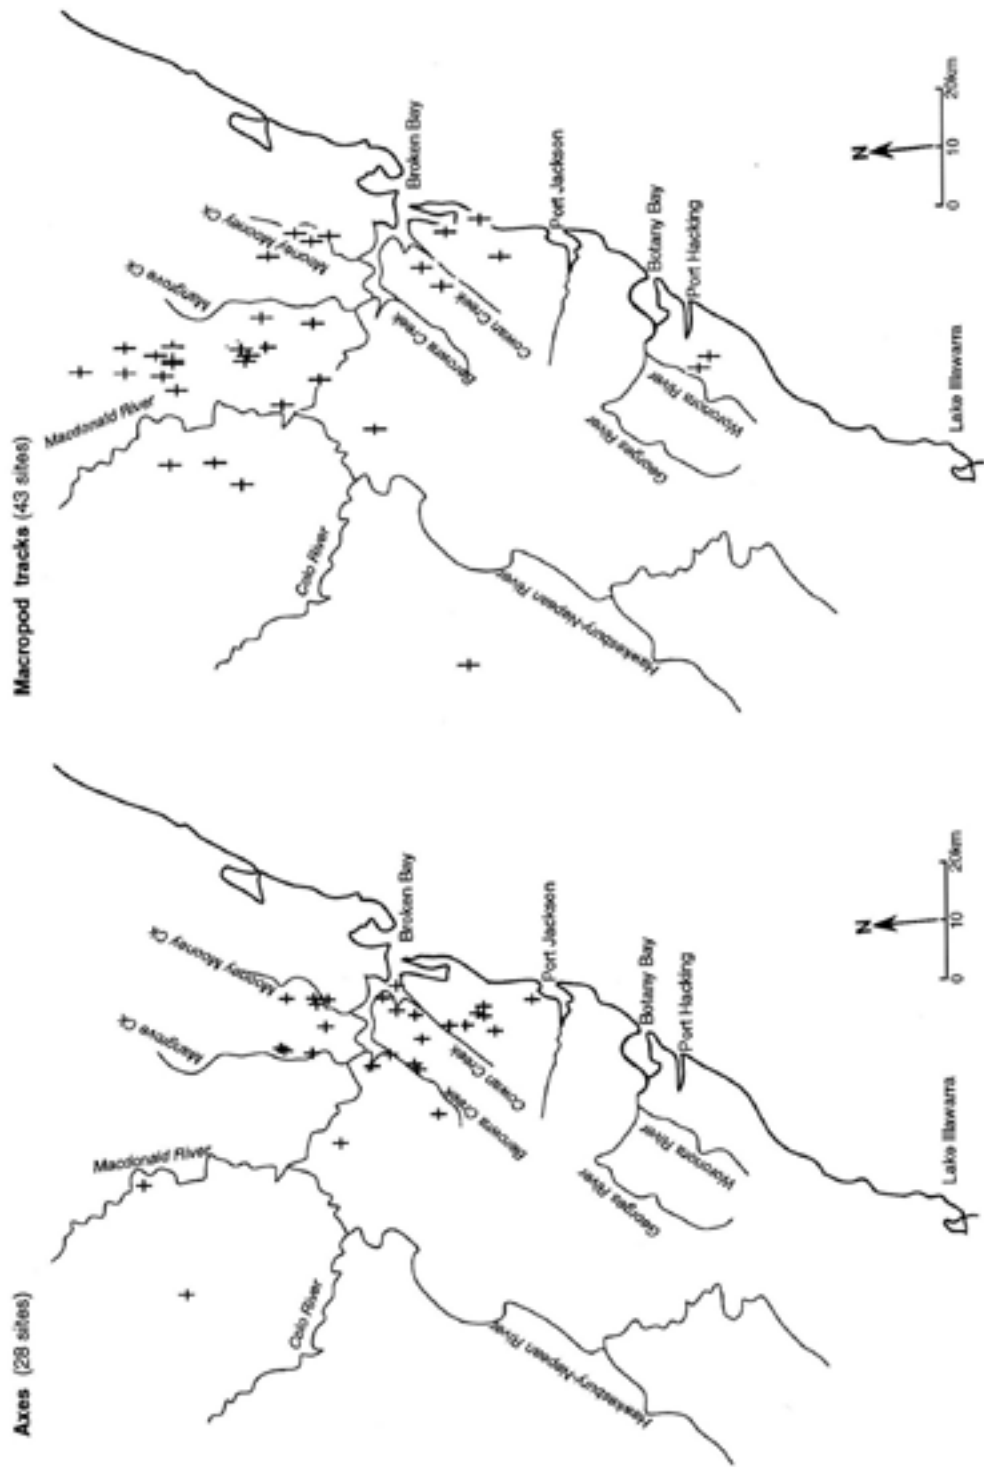 Macropod tracks (43 sites)
Macdonald River
Mangrove Ck
Mooney Mooney Ck
Broken Bay
Colo River
Berowra Creek
Cowan Creek
Port Jackson
Hawkesbury-Nepean River
Georges River
Woronora River
Botany Bay
Port Hacking
Lake Illawarra
N
0 10 20km
Axes (28 sites)
Macdonald River
Mangrove Ck
Mooney Mooney Ck
Broken Bay
Colo River
Berowra Creek
Cowan Creek
Port Jackson
Hawkesbury-Nepean River
Georges River
Woronora River
Botany Bay
Port Hacking
Lake Illawarra
N
0 10 20km